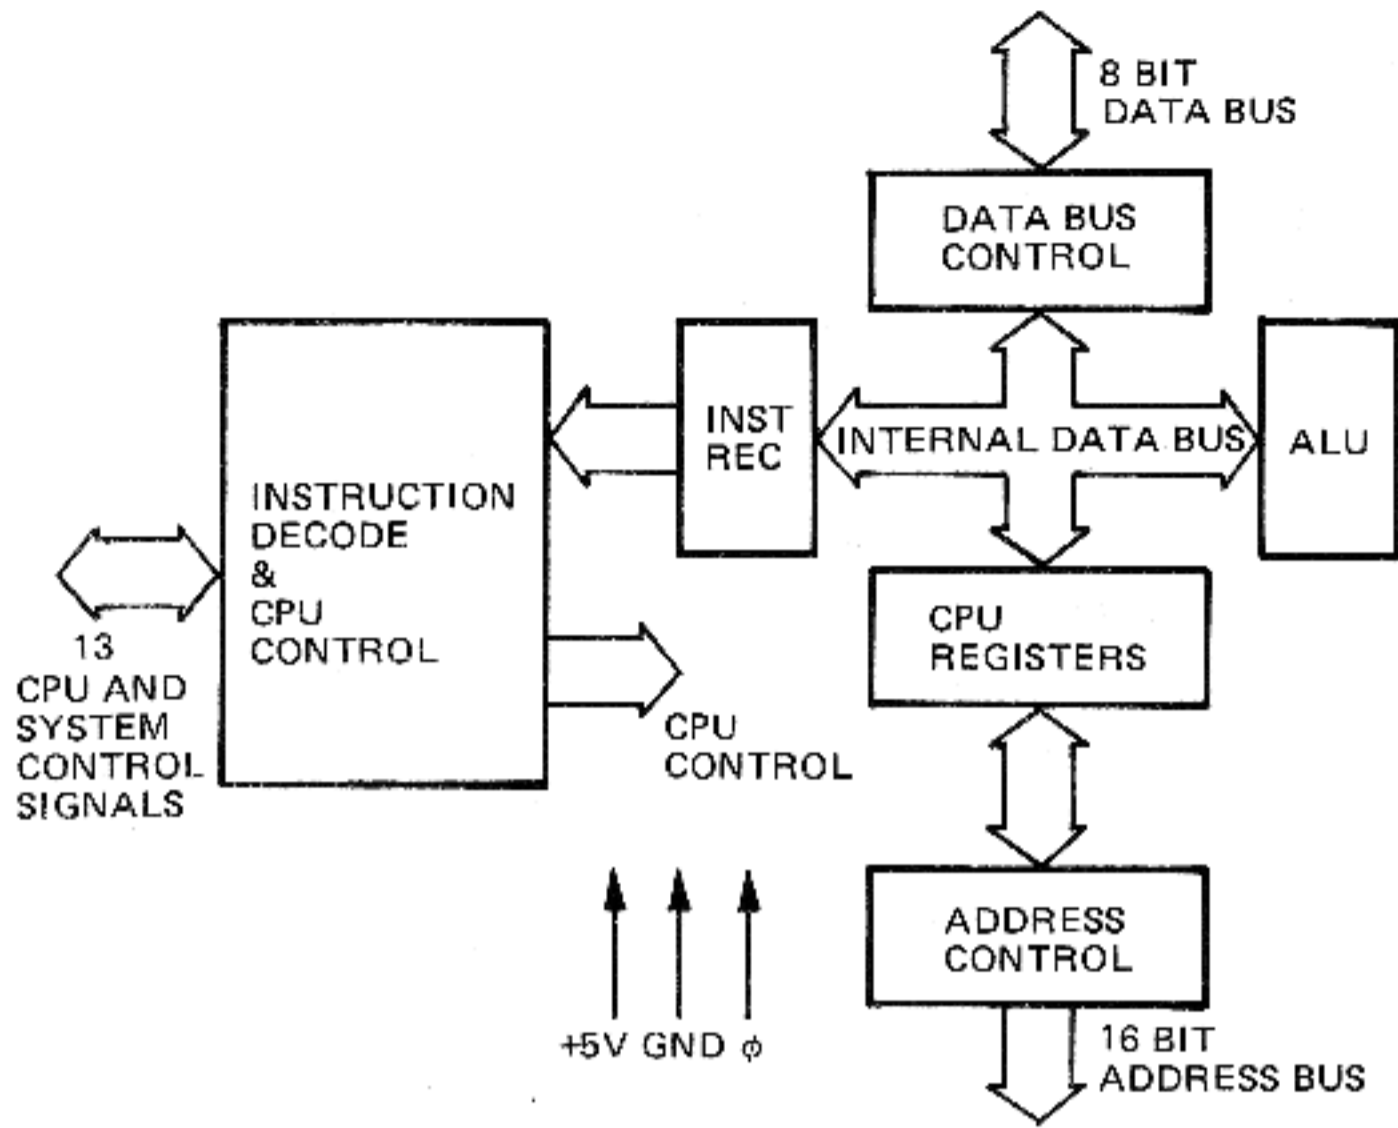 8 BIT
DATA BUS
DATA BUS
CONTROL
INST
REC
INTERNAL DATA BUS
ALU
INSTRUCTION
DECODE
&
CPU
CONTROL
13
CPU AND
SYSTEM
CONTROL
SIGNALS
CPU
REGISTERS
CPU
CONTROL
ADDRESS
CONTROL
+5V GND ϕ
16 BIT
ADDRESS BUS